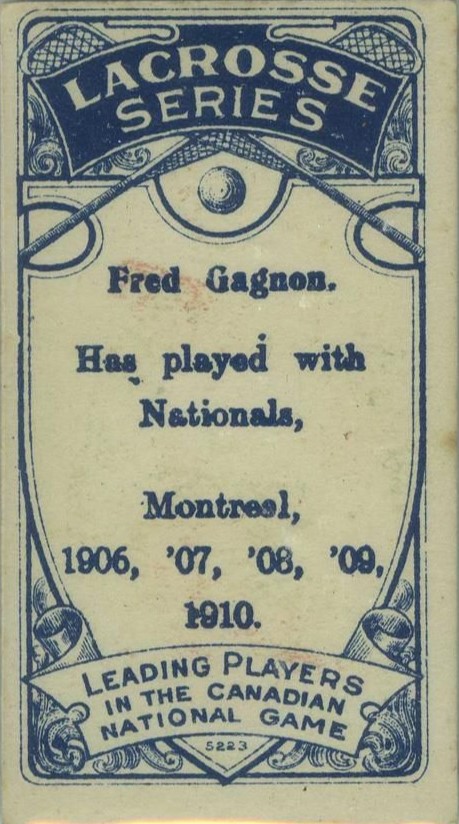 LACROSSE
SERIES
Fred Gagnon.
Has played with
Nationals,
Montreal,
1906, '07, '08, '09,
1910.
LEADING PLAYERS
IN THE CANADIAN
NATIONAL GAME
5223